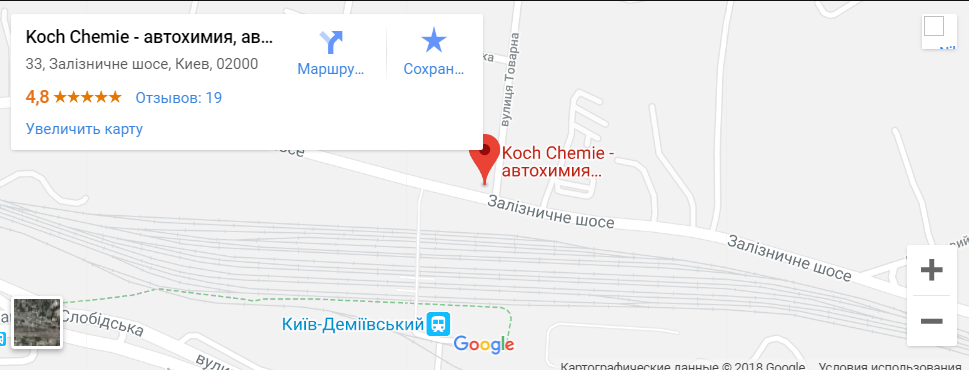 Koch Chemie - автохимия, ав...
33, Залізничне шосе, Киев, 02000
4,8
Отзывов: 19
Увеличить карту
Маршру...
Сохран...
вулиця Товарна
Koch Chemie -
автохимия...
Залізничне шосе
Залізничне шосе
Слобідська
Київ-Деміївський
вулиц
Google
Картографические данные © 2018 Google
Условия использования